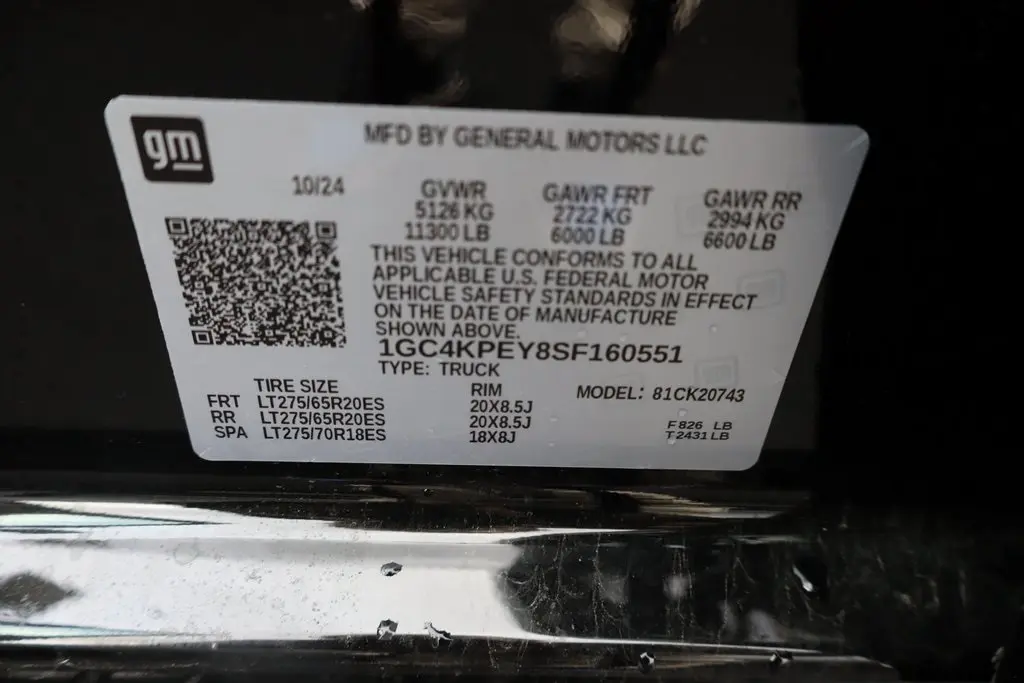 gm
MFD BY GENERAL MOTORS LLC
10/24
GVWR GAWR FRT GAWR RR
5126 KG 2722 KG 2994 KG
11300 LB 6000 LB 6600 LB
THIS VEHICLE CONFORMS TO ALL
APPLICABLE U.S. FEDERAL MOTOR
VEHICLE SAFETY STANDARDS IN EFFECT
ON THE DATE OF MANUFACTURE
SHOWN ABOVE.
1GC4KPEY8SF160551
TYPE: TRUCK
TIRE SIZE RIM MODEL: 81CK20743
FRT LT275/65R20ES 20X8.5J
RR LT275/65R20ES 20X8.5J F 826 LB
SPA LT275/70R18ES 18X8J T 2431 LB